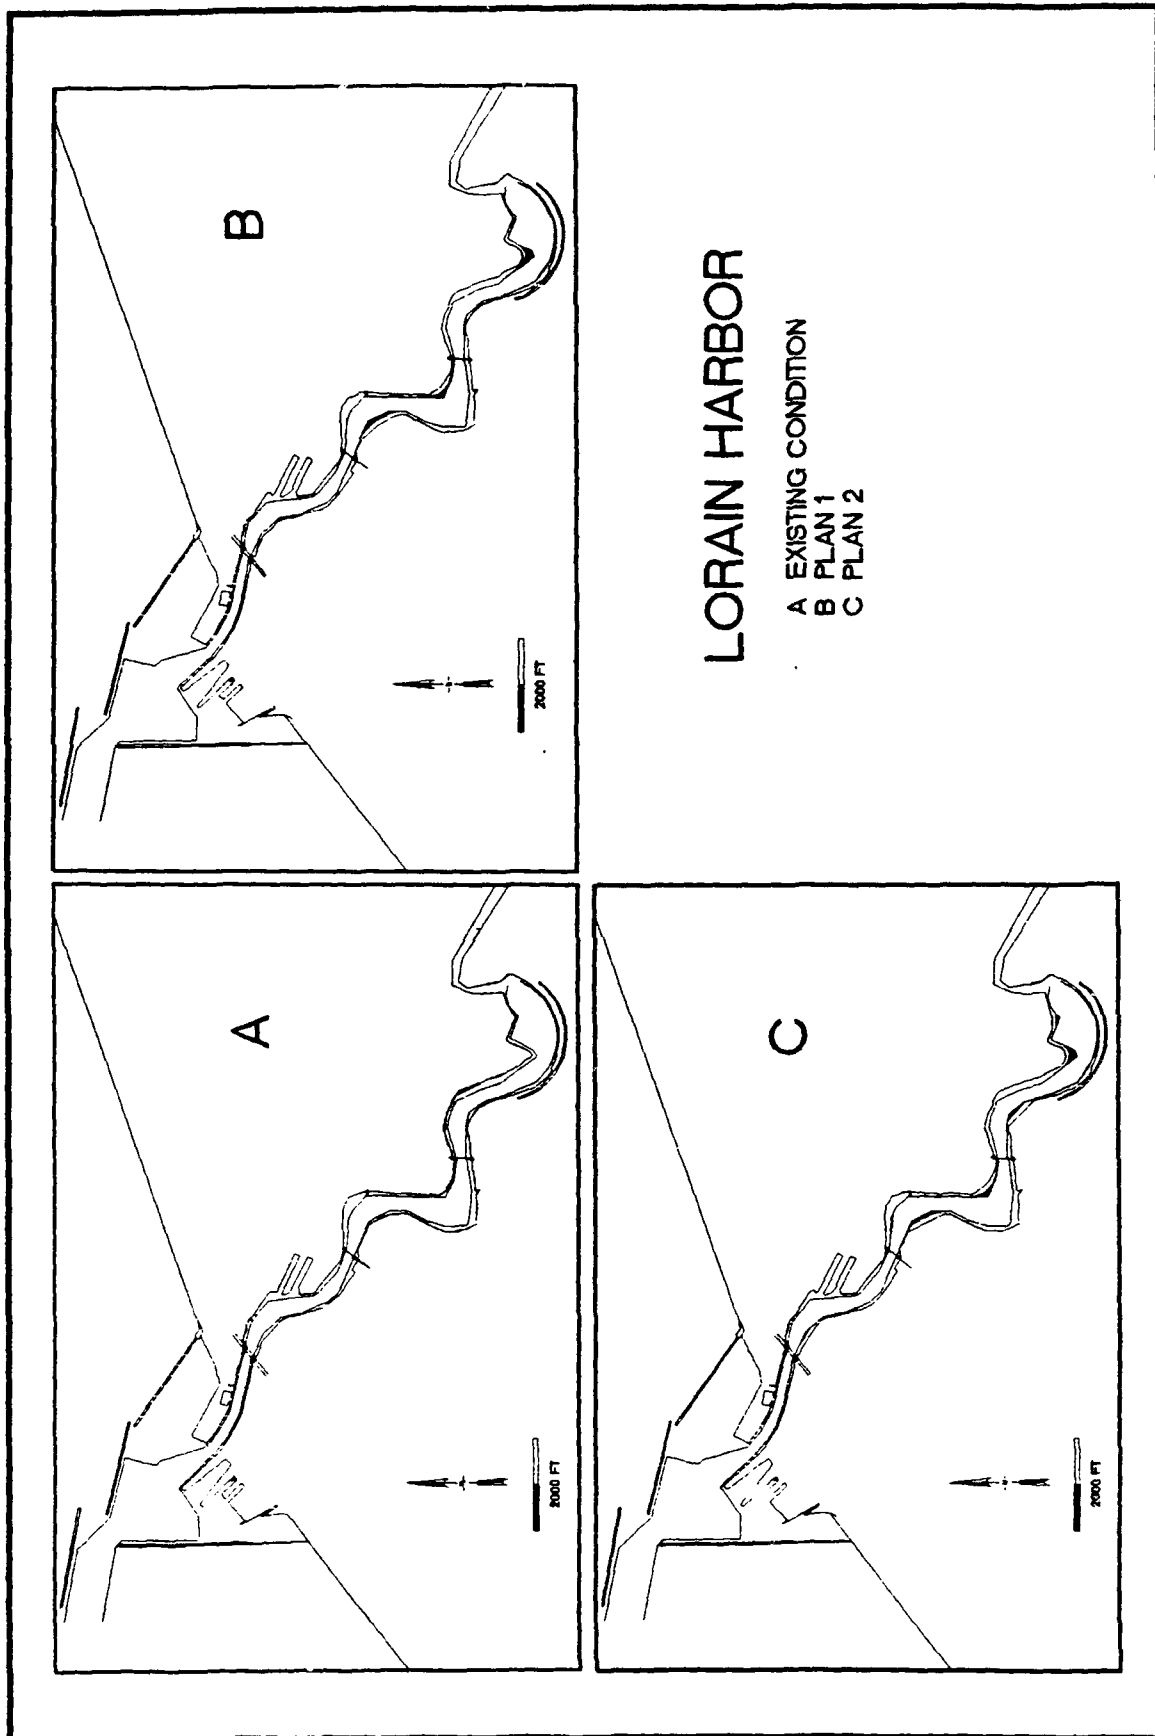 A
2000 FT
B
2000 FT
C
2000 FT
LORAIN HARBOR
A EXISTING CONDITION
B PLAN 1
C PLAN 2